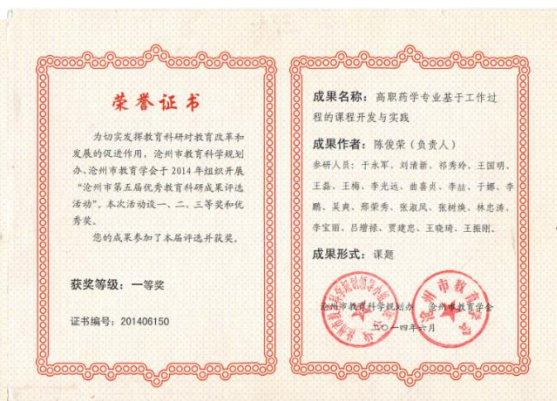 荣誉证书
为切实发挥教育科研对教育改革和
发展的促进作用，沧州市教育科学规划
办、沧州市教育学会于2014年组织开展
“沧州市第五届优秀教育科研成果评选
活动”。本次活动设一、二、三等奖和优
秀奖。
您的成果参加了本届评选并获奖。
获奖等级：一等奖
证书编号：201406150
成果名称：高职药学专业基于工作过
程的课程开发与实践
成果作者：陈俊荣（负责人）
参研人员：于永军、刘清新、祁秀玲、王国明、
王磊、王梅、李光远、曲喜贞、李喆、于娜、李
鹏、吴爽、邢荣秀、张淑凤、张树焕、林忠涛、
李宝丽、吕增禄、贾建忠、王晓琦、王振刚。
成果形式：课题
沧州市教育科学规划办 沧州市教育学会
二〇一四年六月
沧州市教育学会